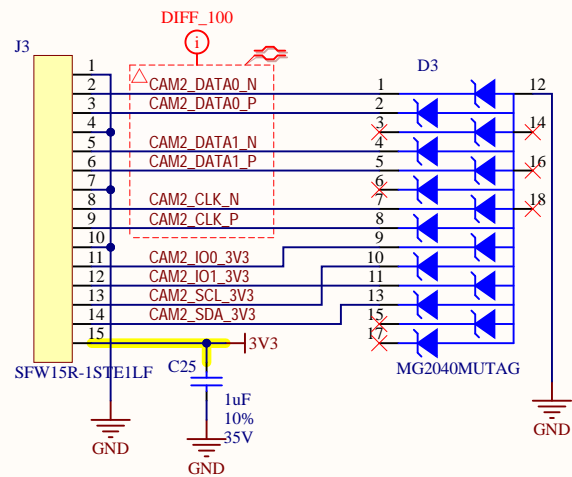 DIFF_100
i
J3
D3
1
2 CAM2_DATA0_N 1 12
3 CAM2_DATA0_P 2
4 3 14
5 CAM2_DATA1_N 4
6 CAM2_DATA1_P 5 16
7 6
8 CAM2_CLK_N 7 18
9 CAM2_CLK_P 8
10 9
11 CAM2_IO0_3V3 10
12 CAM2_IO1_3V3 11
13 CAM2_SCL_3V3 13
14 CAM2_SDA_3V3 15
15 3V3 17
SFW15R-1STE1LF C25 MG2040MUTAG
1uF
10%
35V
GND
GND
GND